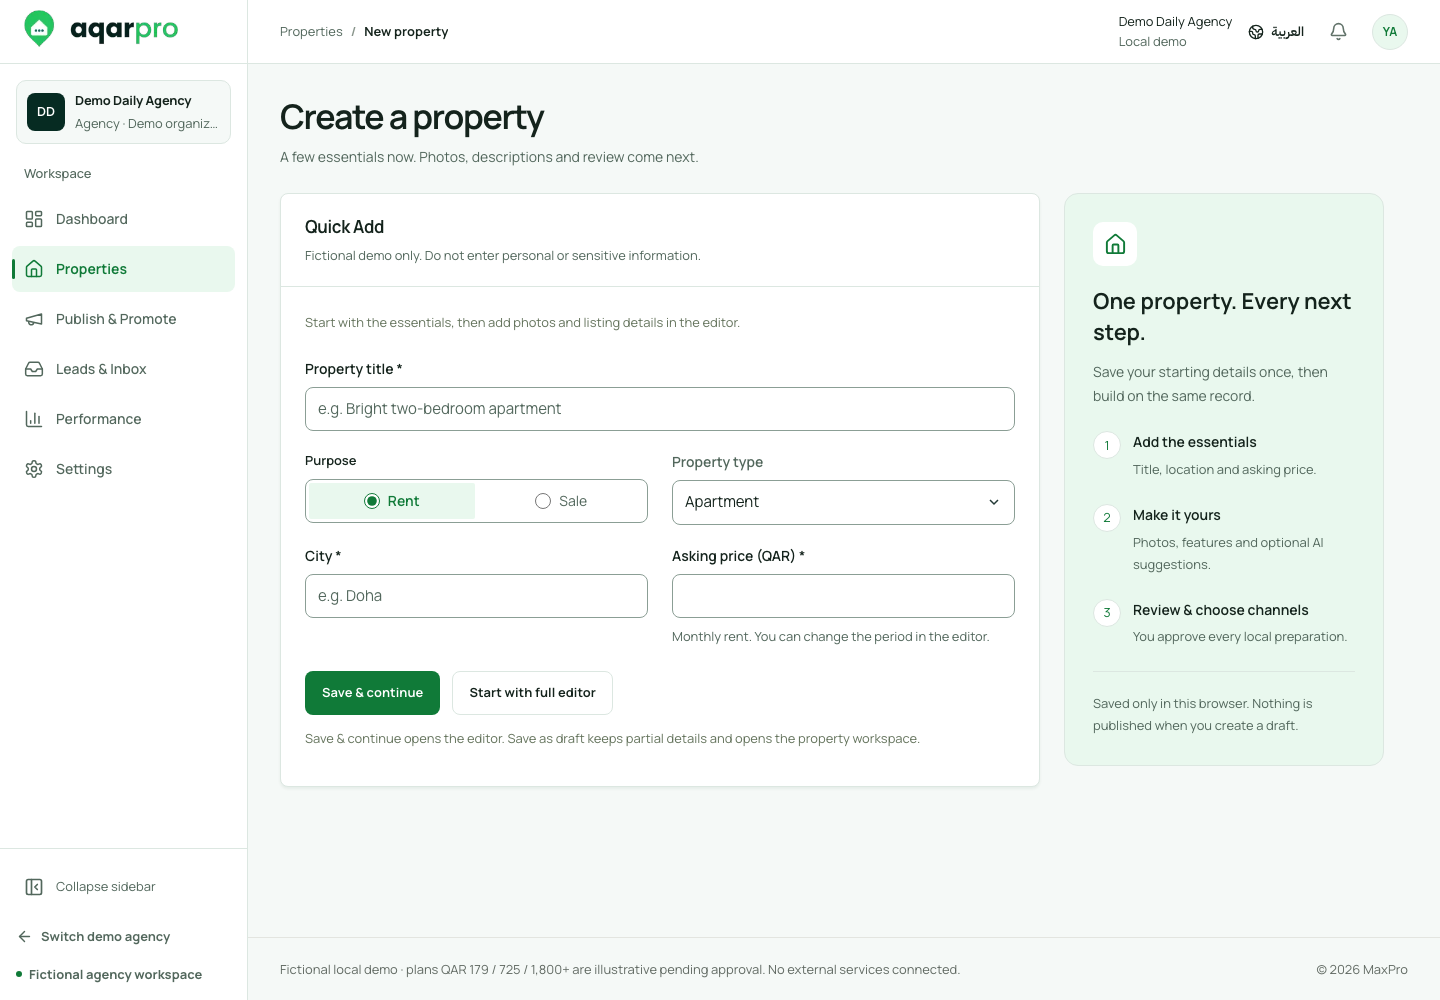 aqarpro
Properties / New property
Demo Daily Agency
Local demo
العربية
YA
DD
Demo Daily Agency
Agency · Demo organiz...
Workspace
Dashboard
Properties
Publish & Promote
Leads & Inbox
Performance
Settings
Collapse sidebar
Switch demo agency
Fictional agency workspace
Create a property
A few essentials now. Photos, descriptions and review come next.
Quick Add
Fictional demo only. Do not enter personal or sensitive information.
Start with the essentials, then add photos and listing details in the editor.
Property title *
e.g. Bright two-bedroom apartment
Purpose
Rent
Sale
Property type
Apartment
City *
e.g. Doha
Asking price (QAR) *
Monthly rent. You can change the period in the editor.
Save & continue
Start with full editor
Save & continue opens the editor. Save as draft keeps partial details and opens the property workspace.
One property. Every next
step.
Save your starting details once, then
build on the same record.
1
Add the essentials
Title, location and asking price.
2
Make it yours
Photos, features and optional AI
suggestions.
3
Review & choose channels
You approve every local preparation.
Saved only in this browser. Nothing is
published when you create a draft.
Fictional local demo · plans QAR 179 / 725 / 1,800+ are illustrative pending approval. No external services connected.
© 2026 MaxPro